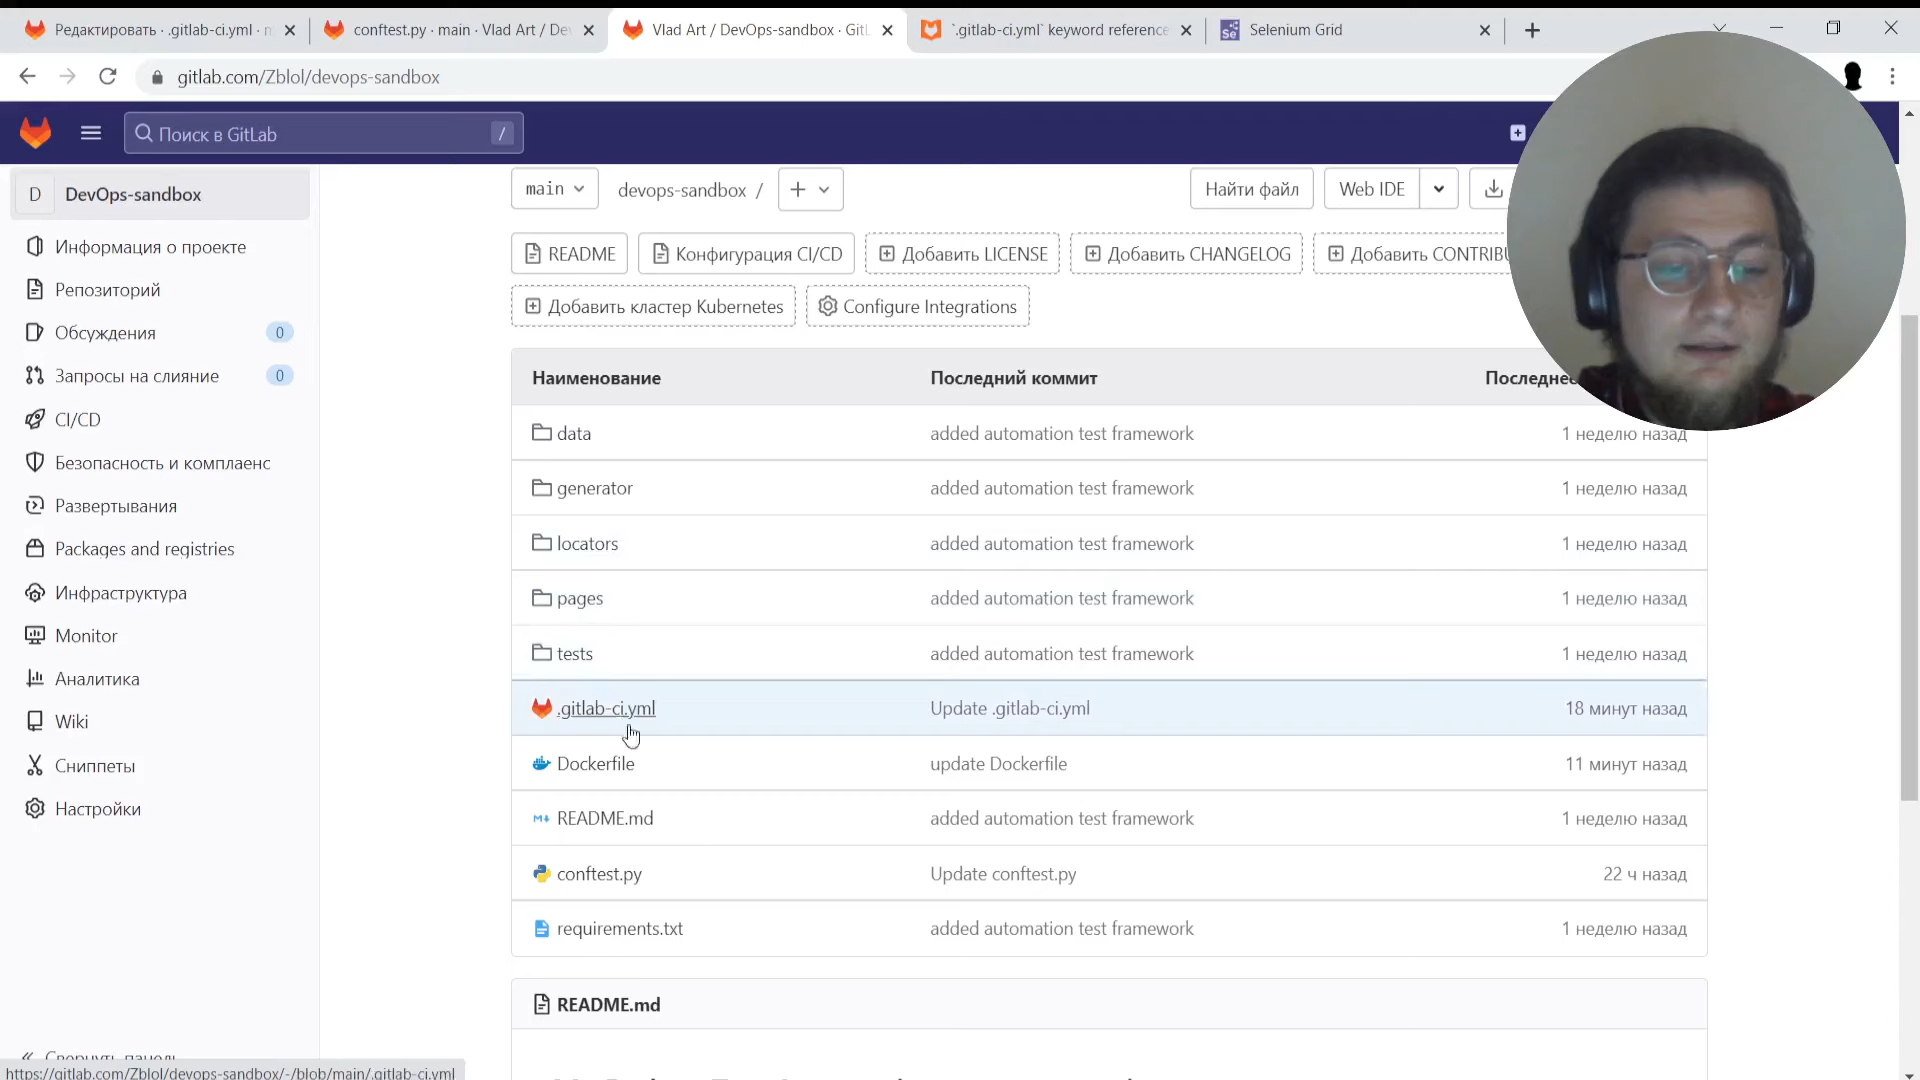 Редактировать · .gitlab-ci.yml · m
conftest.py · main · Vlad Art / De
Vlad Art / DevOps-sandbox · GitL
`.gitlab-ci.yml` keyword reference
Selenium Grid
gitlab.com/Zblol/devops-sandbox
Поиск в GitLab
/
D
DevOps-sandbox
Информация о проекте
Репозиторий
Обсуждения
0
Запросы на слияние
0
CI/CD
Безопасность и комплаенс
Развертывания
Packages and registries
Инфраструктура
Monitor
Аналитика
Wiki
Сниппеты
Настройки
Свернуть панель
main
devops-sandbox /
Найти файл
Web IDE
README
Конфигурация CI/CD
Добавить LICENSE
Добавить CHANGELOG
Добавить CONTRIBU
Добавить кластер Kubernetes
Configure Integrations
Наименование
Последний коммит
Последнее
data
added automation test framework
1 неделю назад
generator
added automation test framework
1 неделю назад
locators
added automation test framework
1 неделю назад
pages
added automation test framework
1 неделю назад
tests
added automation test framework
1 неделю назад
.gitlab-ci.yml
Update .gitlab-ci.yml
18 минут назад
Dockerfile
update Dockerfile
11 минут назад
README.md
added automation test framework
1 неделю назад
conftest.py
Update conftest.py
22 ч назад
requirements.txt
added automation test framework
1 неделю назад
README.md
https://gitlab.com/Zblol/devops-sandbox/-/blob/main/.gitlab-ci.yml